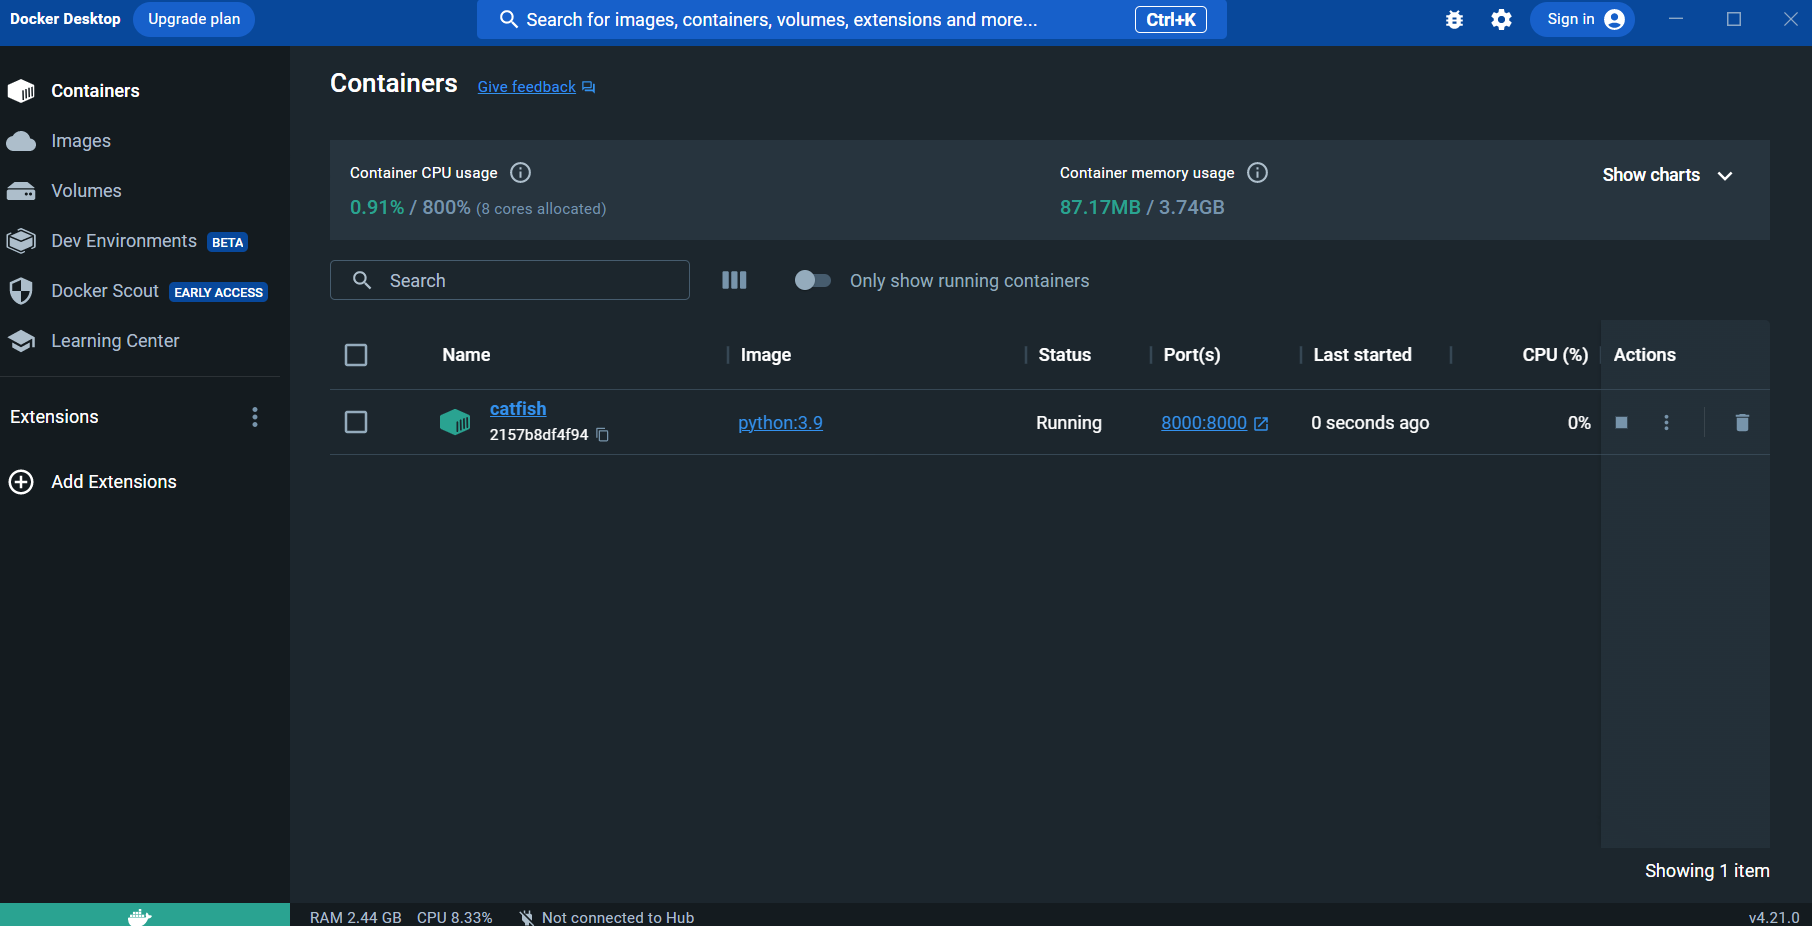 Docker Desktop Upgrade plan Search for images, containers, volumes, extensions and more... Ctrl+K Sign in
Containers
Images
Volumes
Dev Environments BETA
Docker Scout EARLY ACCESS
Learning Center
Extensions
Add Extensions
Containers Give feedback
Container CPU usage
0.91% / 800% (8 cores allocated)
Container memory usage
87.17MB / 3.74GB
Show charts
Search
Only show running containers
Name Image Status Port(s) Last started CPU (%) Actions
catfish
2157b8df4f94
python:3.9 Running 8000:8000 0 seconds ago 0%
Showing 1 item
RAM 2.44 GB CPU 8.33% Not connected to Hub v4.21.0